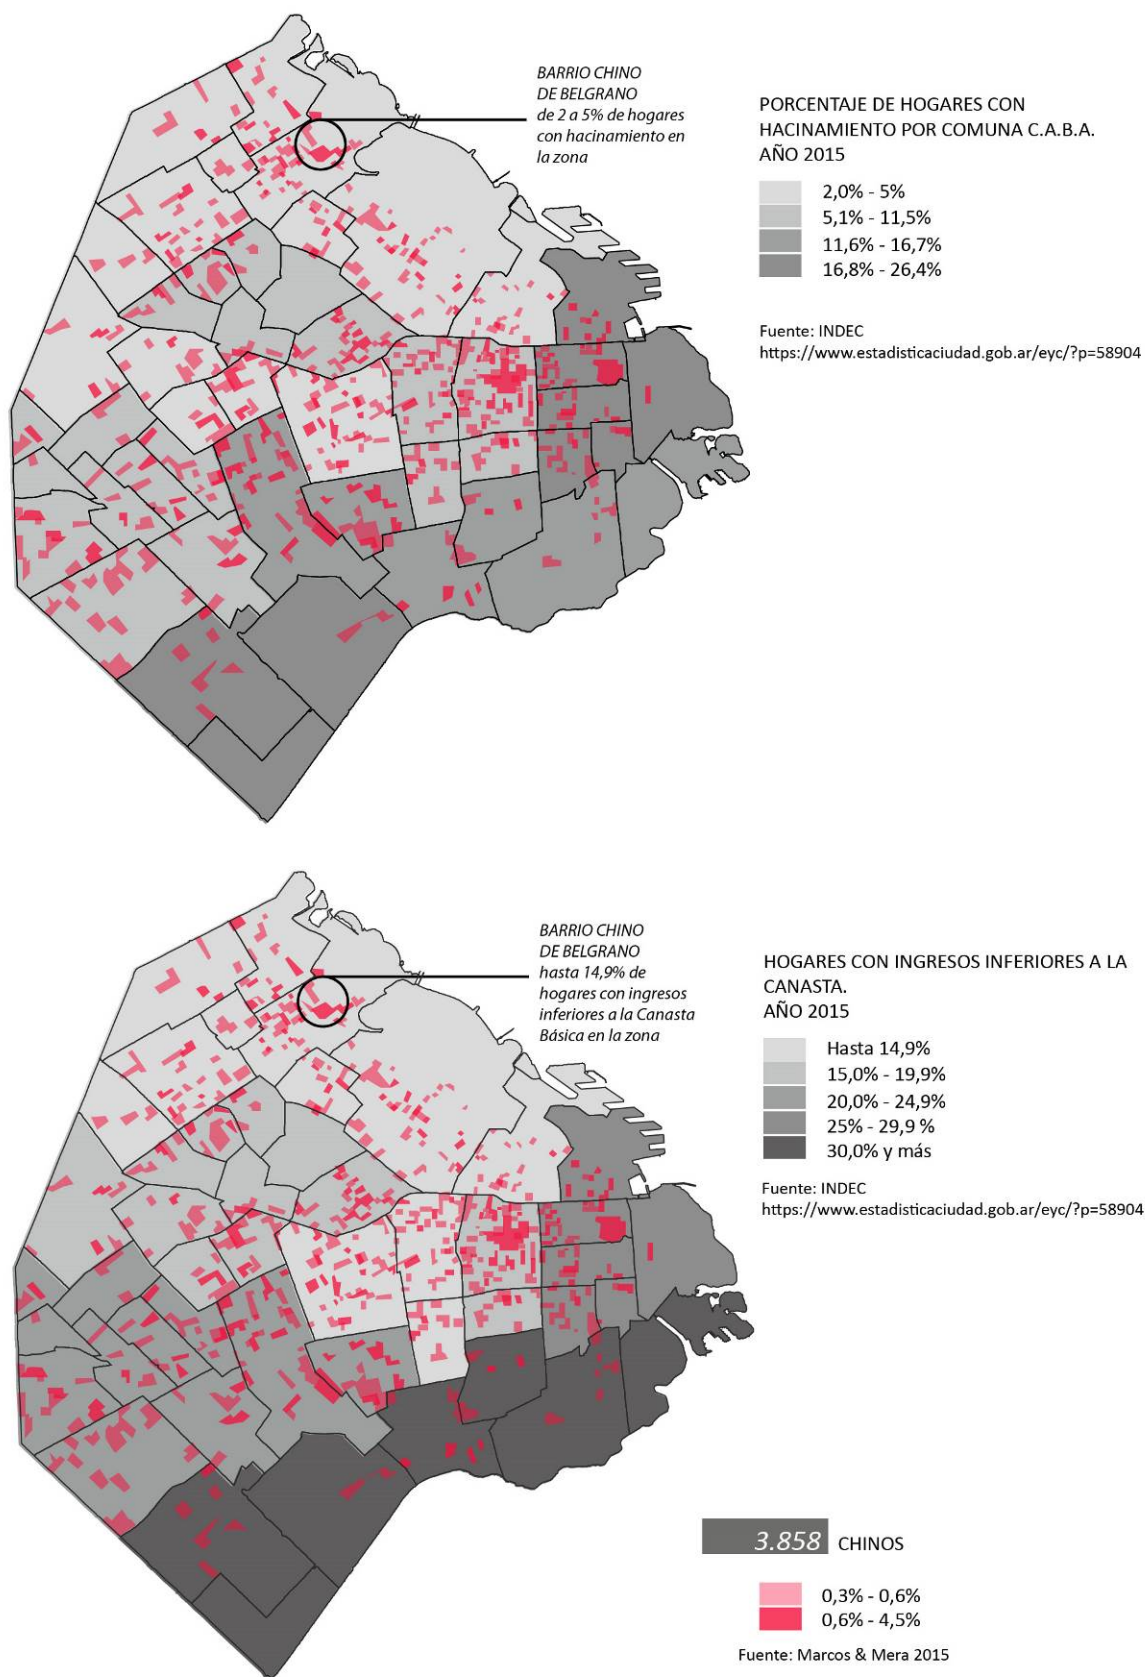 BARRIO CHINO
DE BELGRANO
de 2 a 5% de hogares
con hacinamiento en
la zona
PORCENTAJE DE HOGARES CON
HACINAMIENTO POR COMUNA C.A.B.A.
AÑO 2015
2,0% - 5%
5,1% - 11,5%
11,6% - 16,7%
16,8% - 26,4%
Fuente: INDEC
https://www.estadisticaciudad.gob.ar/eyc/?p=58904
BARRIO CHINO
DE BELGRANO
hasta 14,9% de
hogares con ingresos
inferiores a la Canasta
Básica en la zona
HOGARES CON INGRESOS INFERIORES A LA
CANASTA.
AÑO 2015
Hasta 14,9%
15,0% - 19,9%
20,0% - 24,9%
25% - 29,9 %
30,0% y más
Fuente: INDEC
https://www.estadisticaciudad.gob.ar/eyc/?p=58904
3.858 CHINOS
0,3% - 0,6%
0,6% - 4,5%
Fuente: Marcos & Mera 2015